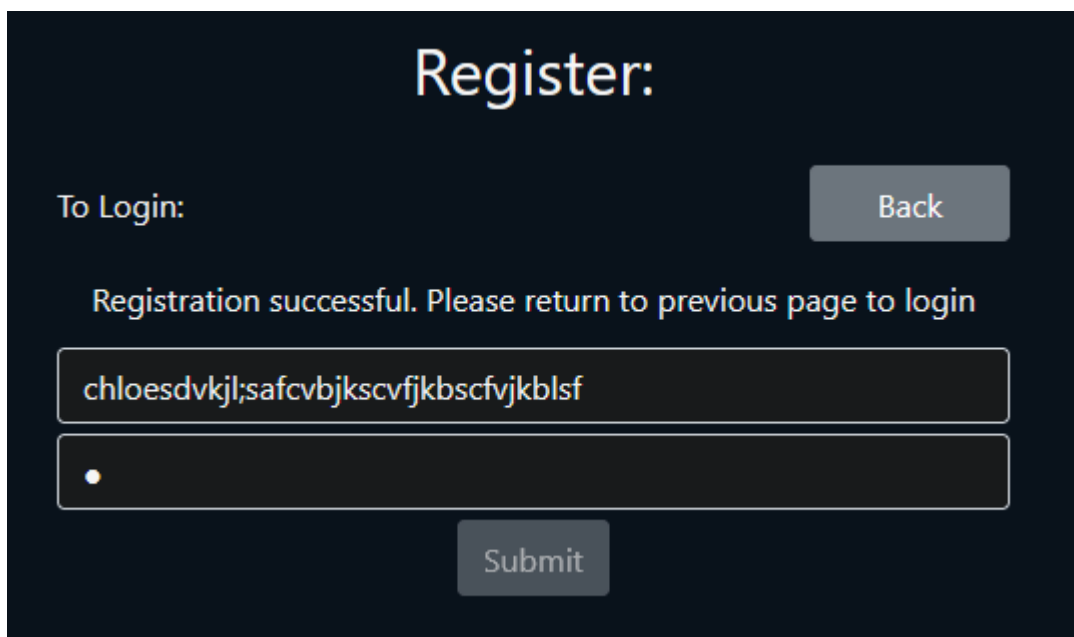 Register:
To Login:
Back
Registration successful. Please return to previous page to login
chloesdvkjl;safcvbjkscvfjkbscfvjkblsf
●
Submit